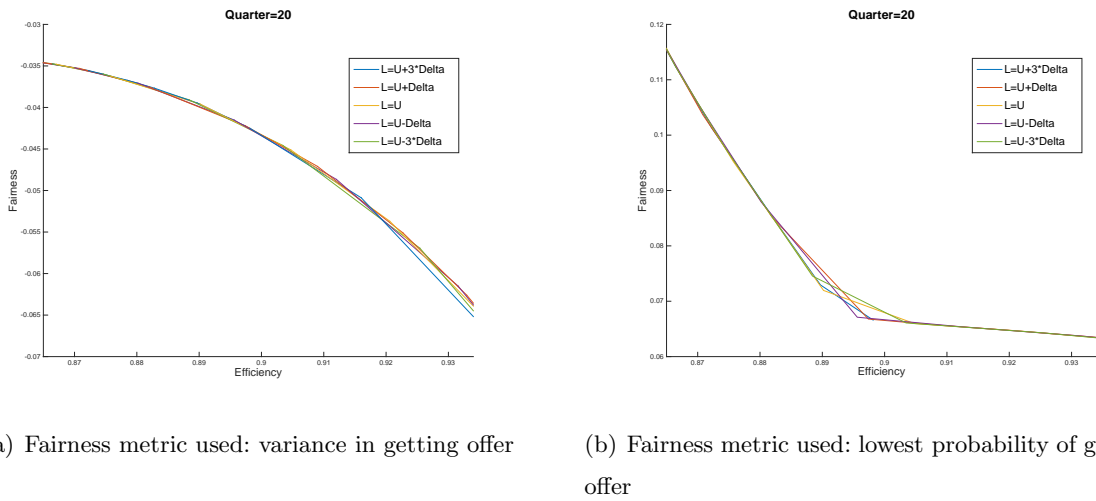 Quarter=20
-0.03
-0.035
-0.04
-0.045
-0.05
-0.055
-0.06
-0.065
-0.07
Fairness
0.87
0.88
0.89
0.9
0.91
0.92
0.93
Efficiency
L=U+3*Delta
L=U+Delta
L=U
L=U-Delta
L=U-3*Delta
) Fairness metric used: variance in getting offer
Quarter=20
0.12
0.11
0.1
0.09
0.08
0.07
0.06
Fairness
0.87
0.88
0.89
0.9
0.91
0.92
0.93
Efficiency
L=U+3*Delta
L=U+Delta
L=U
L=U-Delta
L=U-3*Delta
(b) Fairness metric used: lowest probability of g
offer